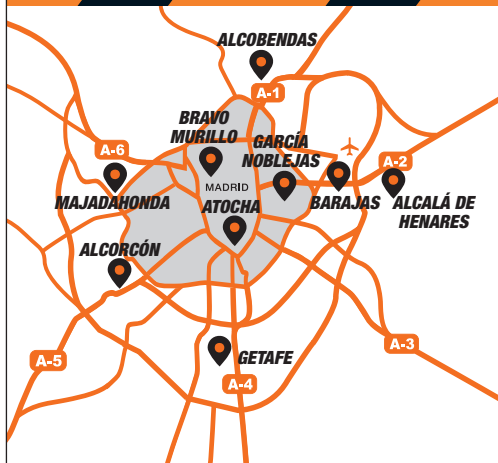 ALCOBENDAS
A-1
BRAVO
MURILLO
GARCÍA
NOBLEJAS
A-6
A-2
MADRID
MAJADAHONDA
ATOCHA
BARAJAS
ALCALÁ DE
HENARES
ALCORCÓN
A-3
GETAFE
A-5
A-4